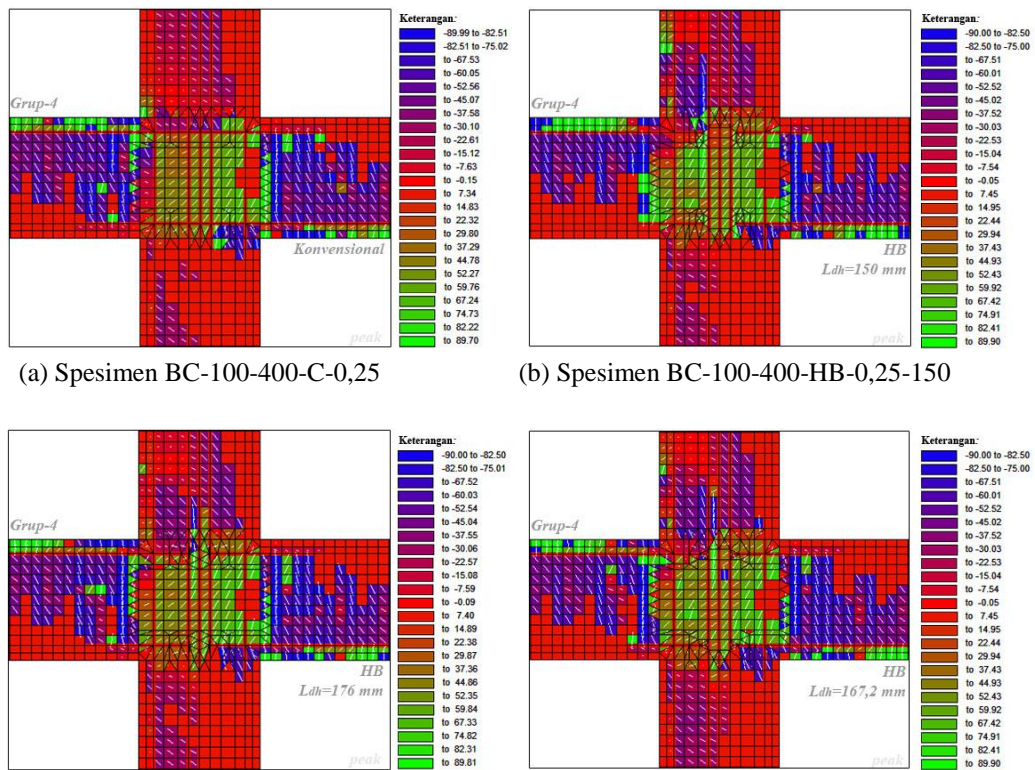 Keterangan:
-89.99 to -82.51
-82.51 to -75.02
to -67.53
to -60.05
to -52.56
to -45.07
to -37.58
to -30.10
to -22.61
to -15.12
to -7.63
to -0.15
to 7.34
to 14.83
to 22.32
to 29.80
to 37.29
to 44.78
to 52.27
to 59.76
to 67.24
to 74.73
to 82.22
to 89.70
Grup-4
Konvensional
peak
(a) Spesimen BC-100-400-C-0,25
Keterangan:
-90.00 to -82.50
-82.50 to -75.00
to -67.51
to -60.01
to -52.52
to -45.02
to -37.52
to -30.03
to -22.53
to -15.04
to -7.54
to -0.05
to 7.45
to 14.95
to 22.44
to 29.94
to 37.43
to 44.93
to 52.43
to 59.92
to 67.42
to 74.91
to 82.41
to 89.90
Grup-4
HB
Ldh=150 mm
peak
(b) Spesimen BC-100-400-HB-0,25-150
Keterangan:
-90.00 to -82.50
-82.50 to -75.01
to -67.52
to -60.03
to -52.54
to -45.04
to -37.55
to -30.06
to -22.57
to -15.08
to -7.59
to -0.09
to 7.40
to 14.89
to 22.38
to 29.87
to 37.36
to 44.86
to 52.35
to 59.84
to 67.33
to 74.82
to 82.31
to 89.81
Grup-4
HB
Ldh=176 mm
peak
Keterangan:
-90.00 to -82.50
-82.50 to -75.00
to -67.51
to -60.01
to -52.52
to -45.02
to -37.52
to -30.03
to -22.53
to -15.04
to -7.54
to -0.05
to 7.45
to 14.95
to 22.44
to 29.94
to 37.43
to 44.93
to 52.43
to 59.92
to 67.42
to 74.91
to 82.41
to 89.90
Grup-4
HB
Ldh=167,2 mm
peak